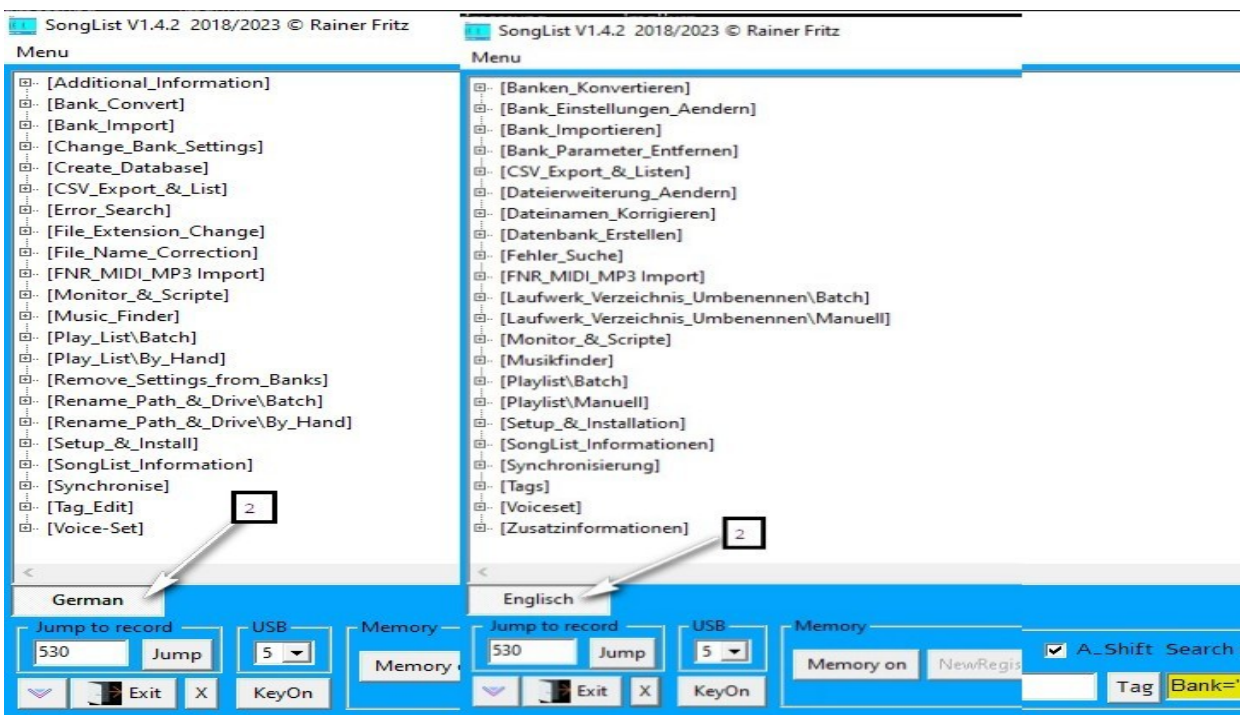 SongList V1.4.2 2018/2023 © Rainer Fritz
Menu
[Additional_Information]
[Bank_Convert]
[Bank_Import]
[Change_Bank_Settings]
[Create_Database]
[CSV_Export_&_List]
[Error_Search]
[File_Extension_Change]
[File_Name_Correction]
[FNR_MIDI_MP3 Import]
[Monitor_&_Scripte]
[Music_Finder]
[Play_List\Batch]
[Play_List\By_Hand]
[Remove_Settings_from_Banks]
[Rename_Path_&_Drive\Batch]
[Rename_Path_&_Drive\By_Hand]
[Setup_&_Install]
[SongList_Information]
[Synchronise]
[Tag_Edit]
[Voice-Set]
2
German
Jump to record
USB
Memory
530
Jump
5
Memory
Exit
X
KeyOn
SongList V1.4.2 2018/2023 © Rainer Fritz
Menu
[Banken_Konvertieren]
[Bank_Einstellungen_Aendern]
[Bank_Importieren]
[Bank_Parameter_Entfernen]
[CSV_Export_&_Listen]
[Dateierweiterung_Aendern]
[Dateinamen_Korrigieren]
[Datenbank_Erstellen]
[Fehler_Suche]
[FNR_MIDI_MP3 Import]
[Laufwerk_Verzeichnis_Umbenennen\Batch]
[Laufwerk_Verzeichnis_Umbenennen\Manuell]
[Monitor_&_Scripte]
[Musikfinder]
[Playlist\Batch]
[Playlist\Manuell]
[Setup_&_Installation]
[SongList_Informationen]
[Synchronisierung]
[Tags]
[Voiceset]
[Zusatzinformationen]
2
Englisch
Jump to record
USB
Memory
530
Jump
5
Memory on
NewRegis
A_Shift Search
Exit
X
KeyOn
Tag
Bank='